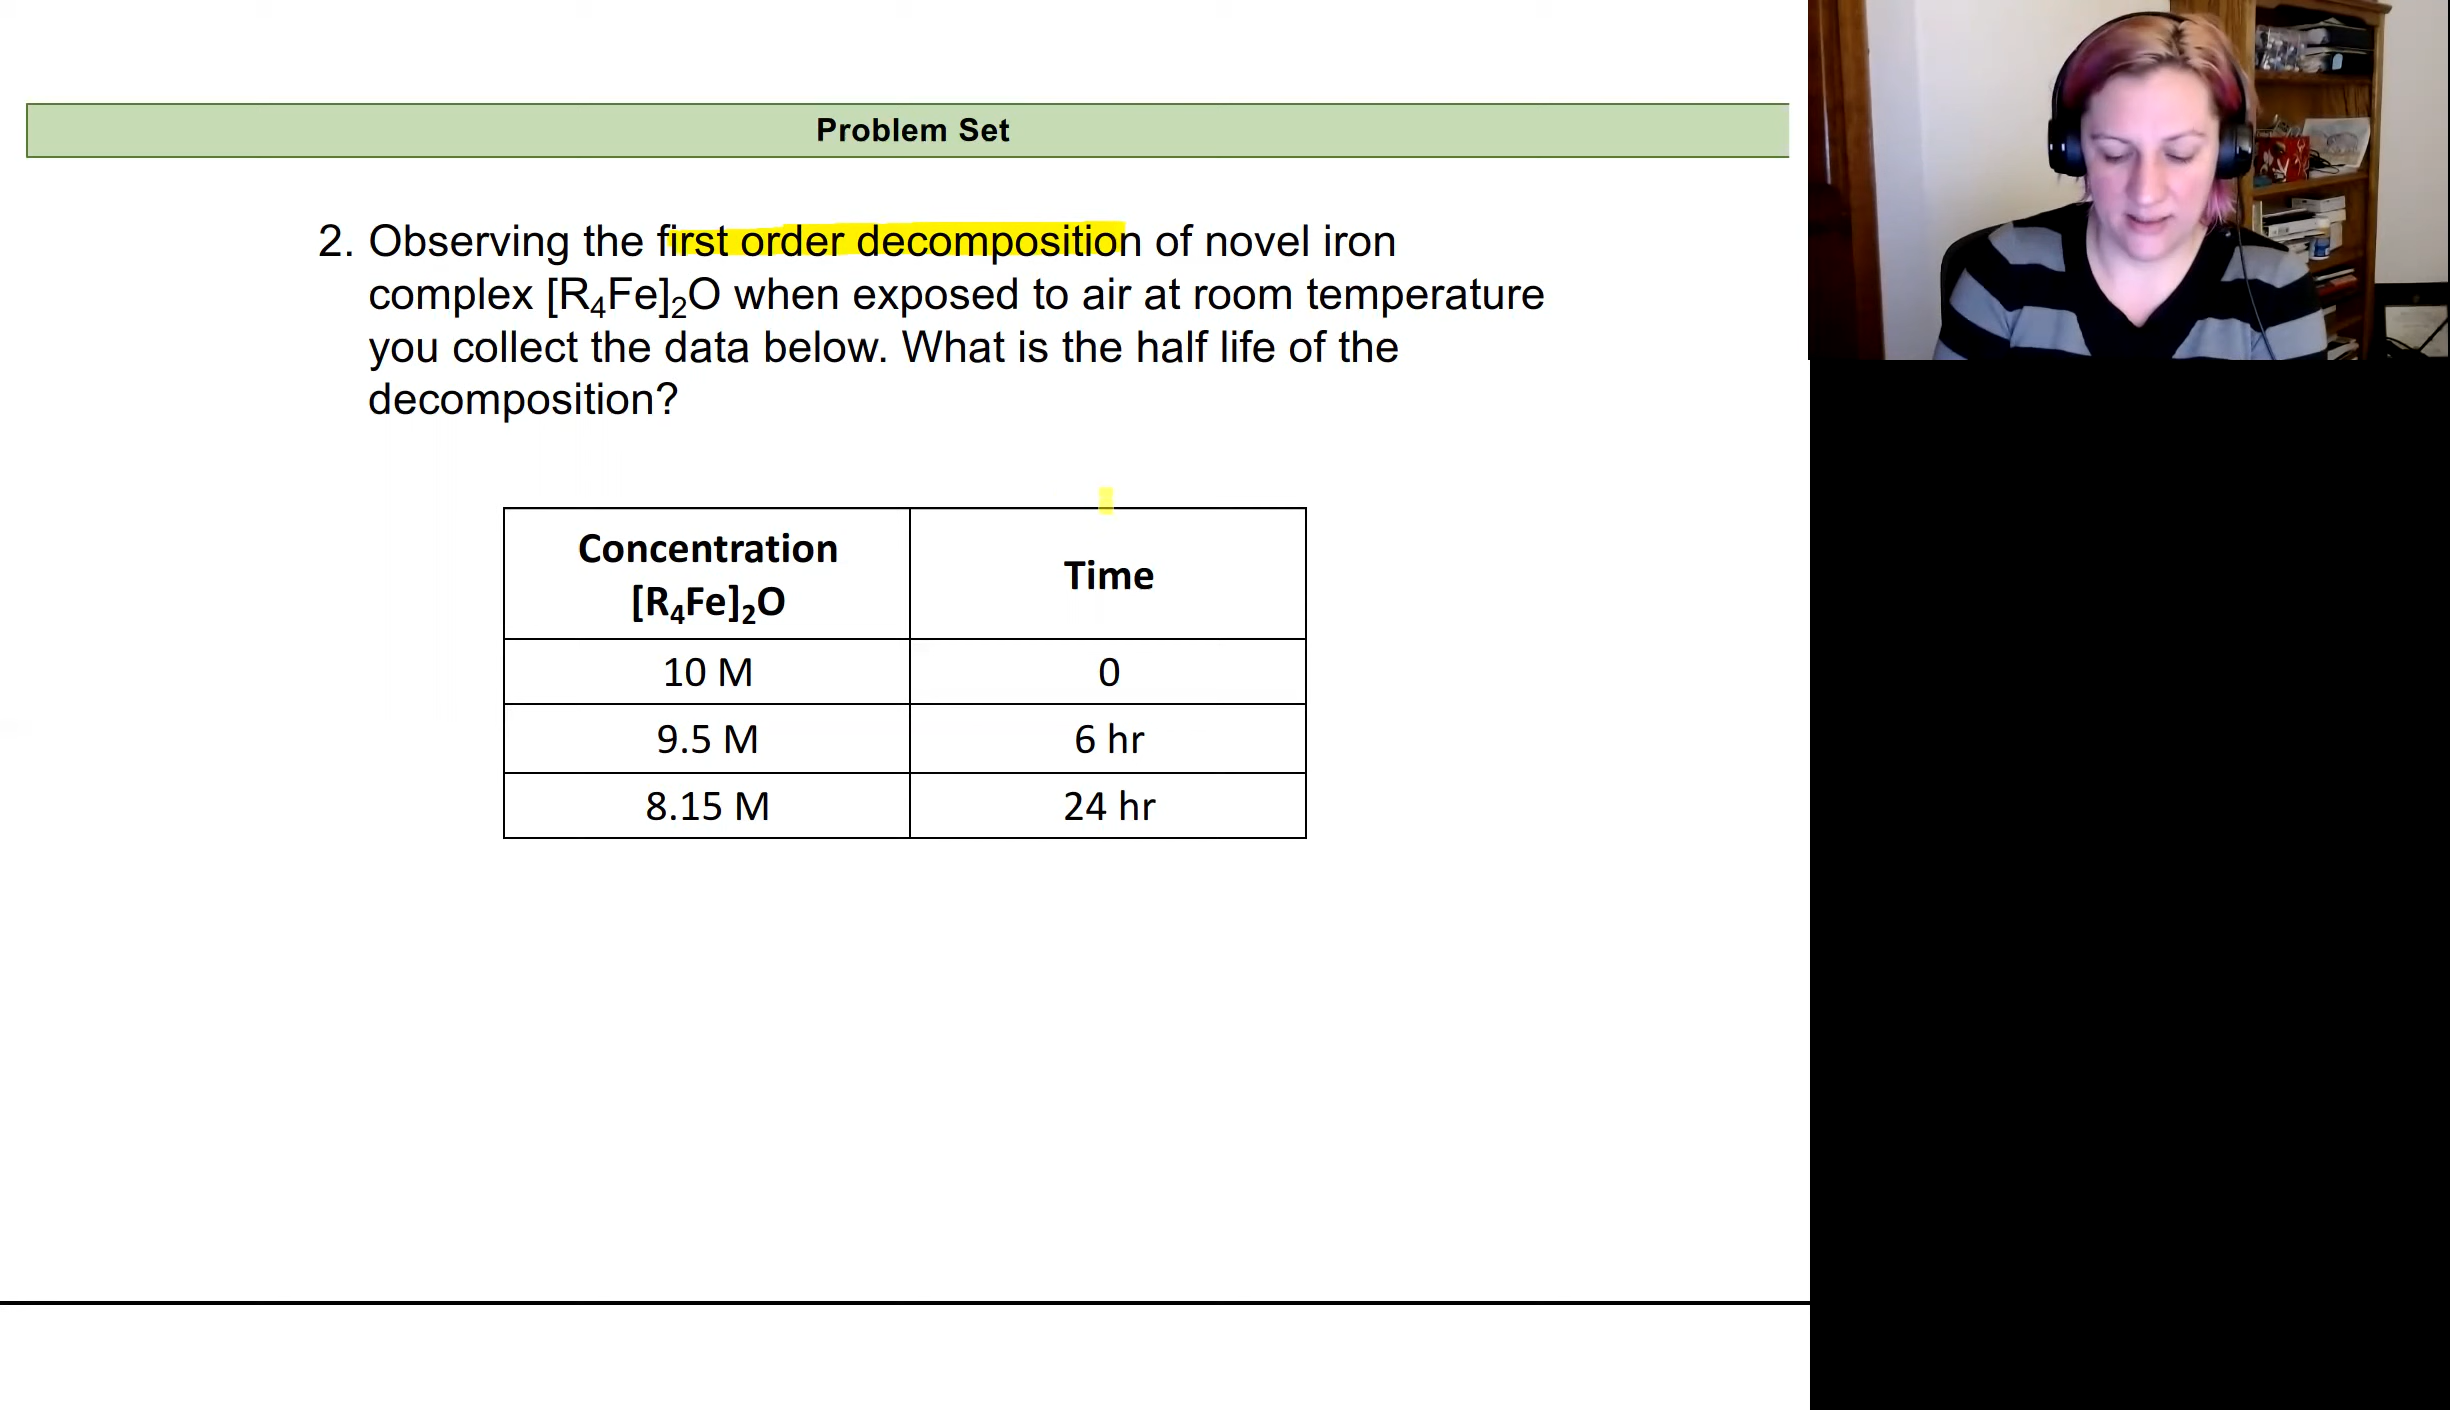 Problem Set
2. Observing the first order decomposition of novel iron
complex [R₄Fe]₂O when exposed to air at room temperature
you collect the data below. What is the half life of the
decomposition?
Concentration
[R₄Fe]₂O
Time
10 M
0
9.5 M
6 hr
8.15 M
24 hr